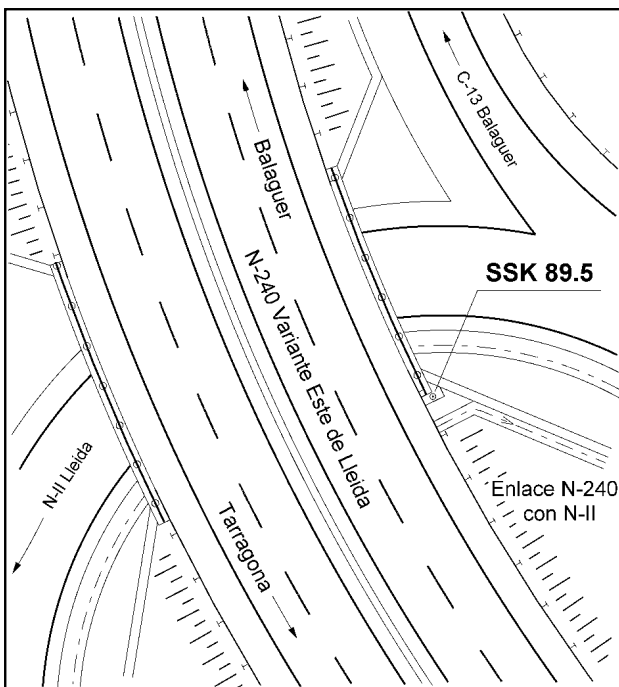 C-13 Balaguer
Balaguer
SSK 89.5
N-240 Variante Este de Lleida
N-II Lleida
Enlace N-240
con N-II
Tarragona